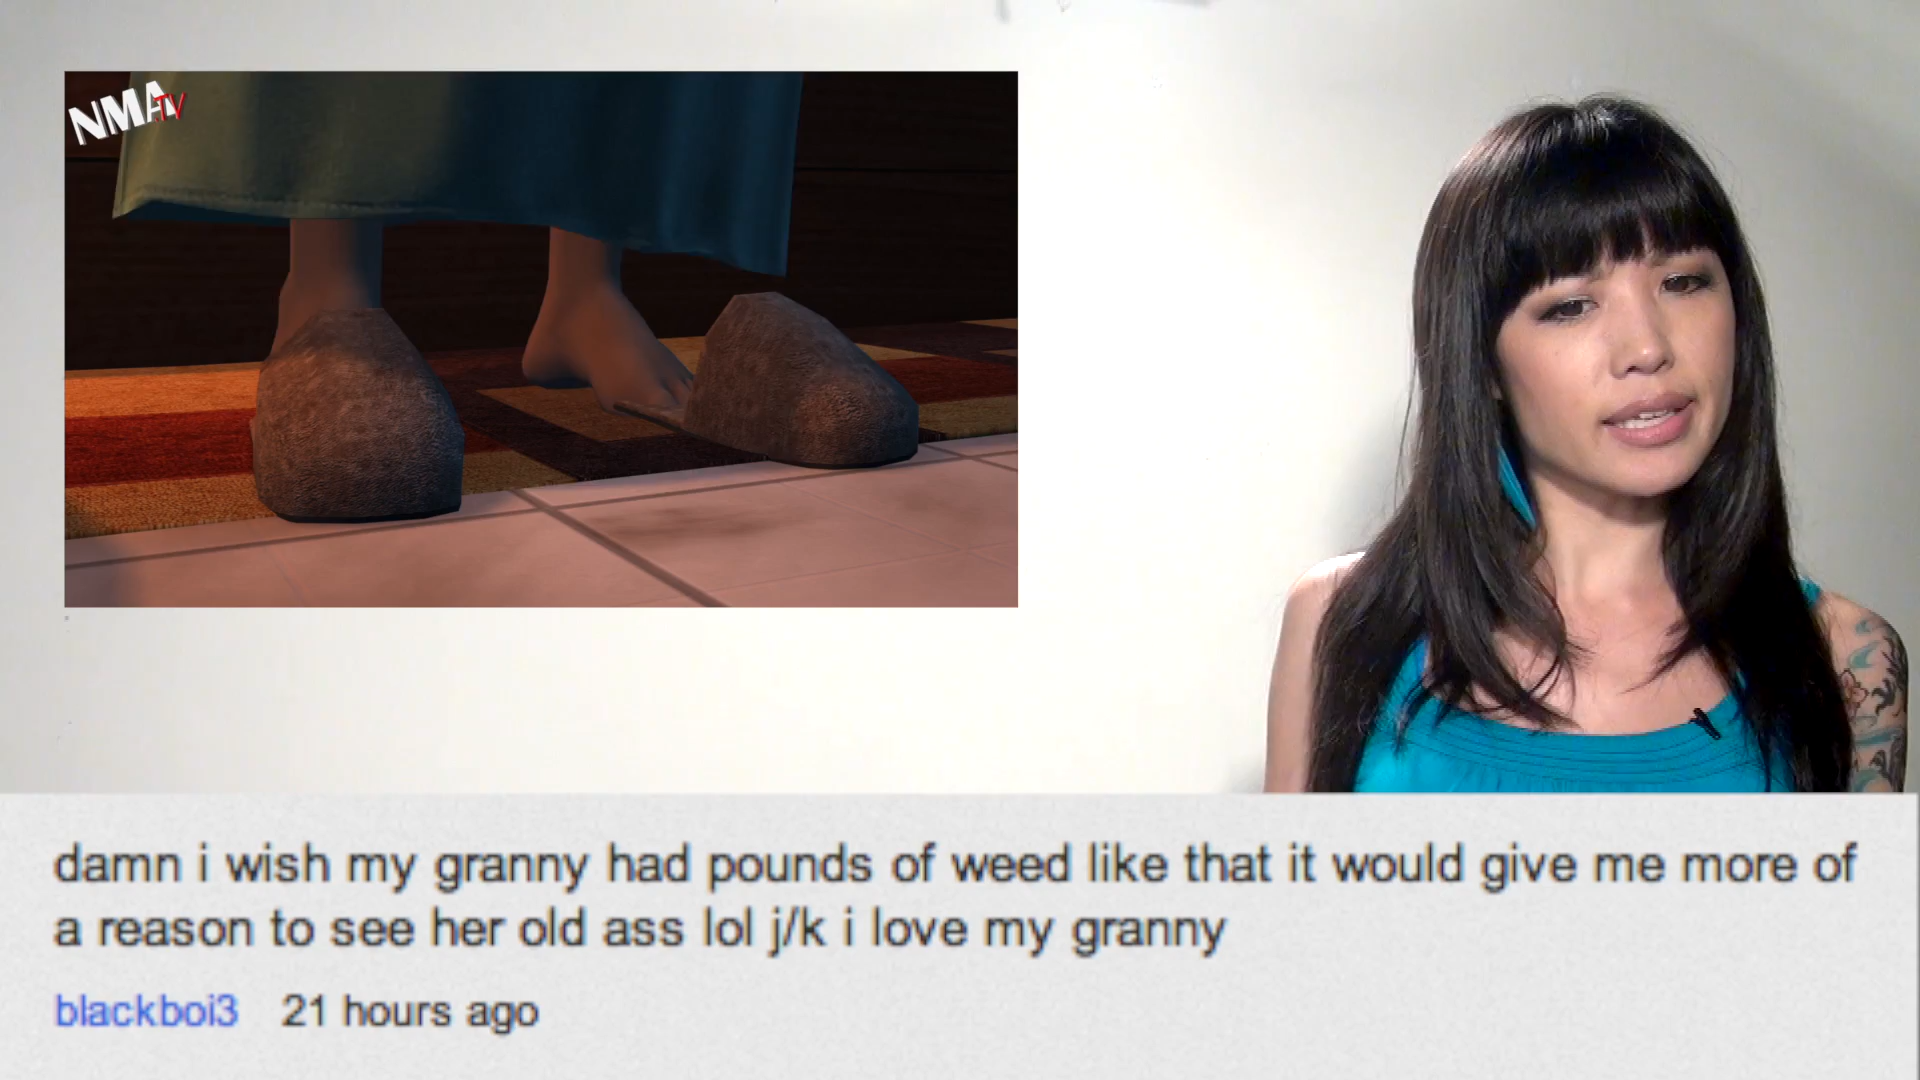 NMA.TV
damn i wish my granny had pounds of weed like that it would give me more of
a reason to see her old ass lol j/k i love my granny
blackboi3 21 hours ago